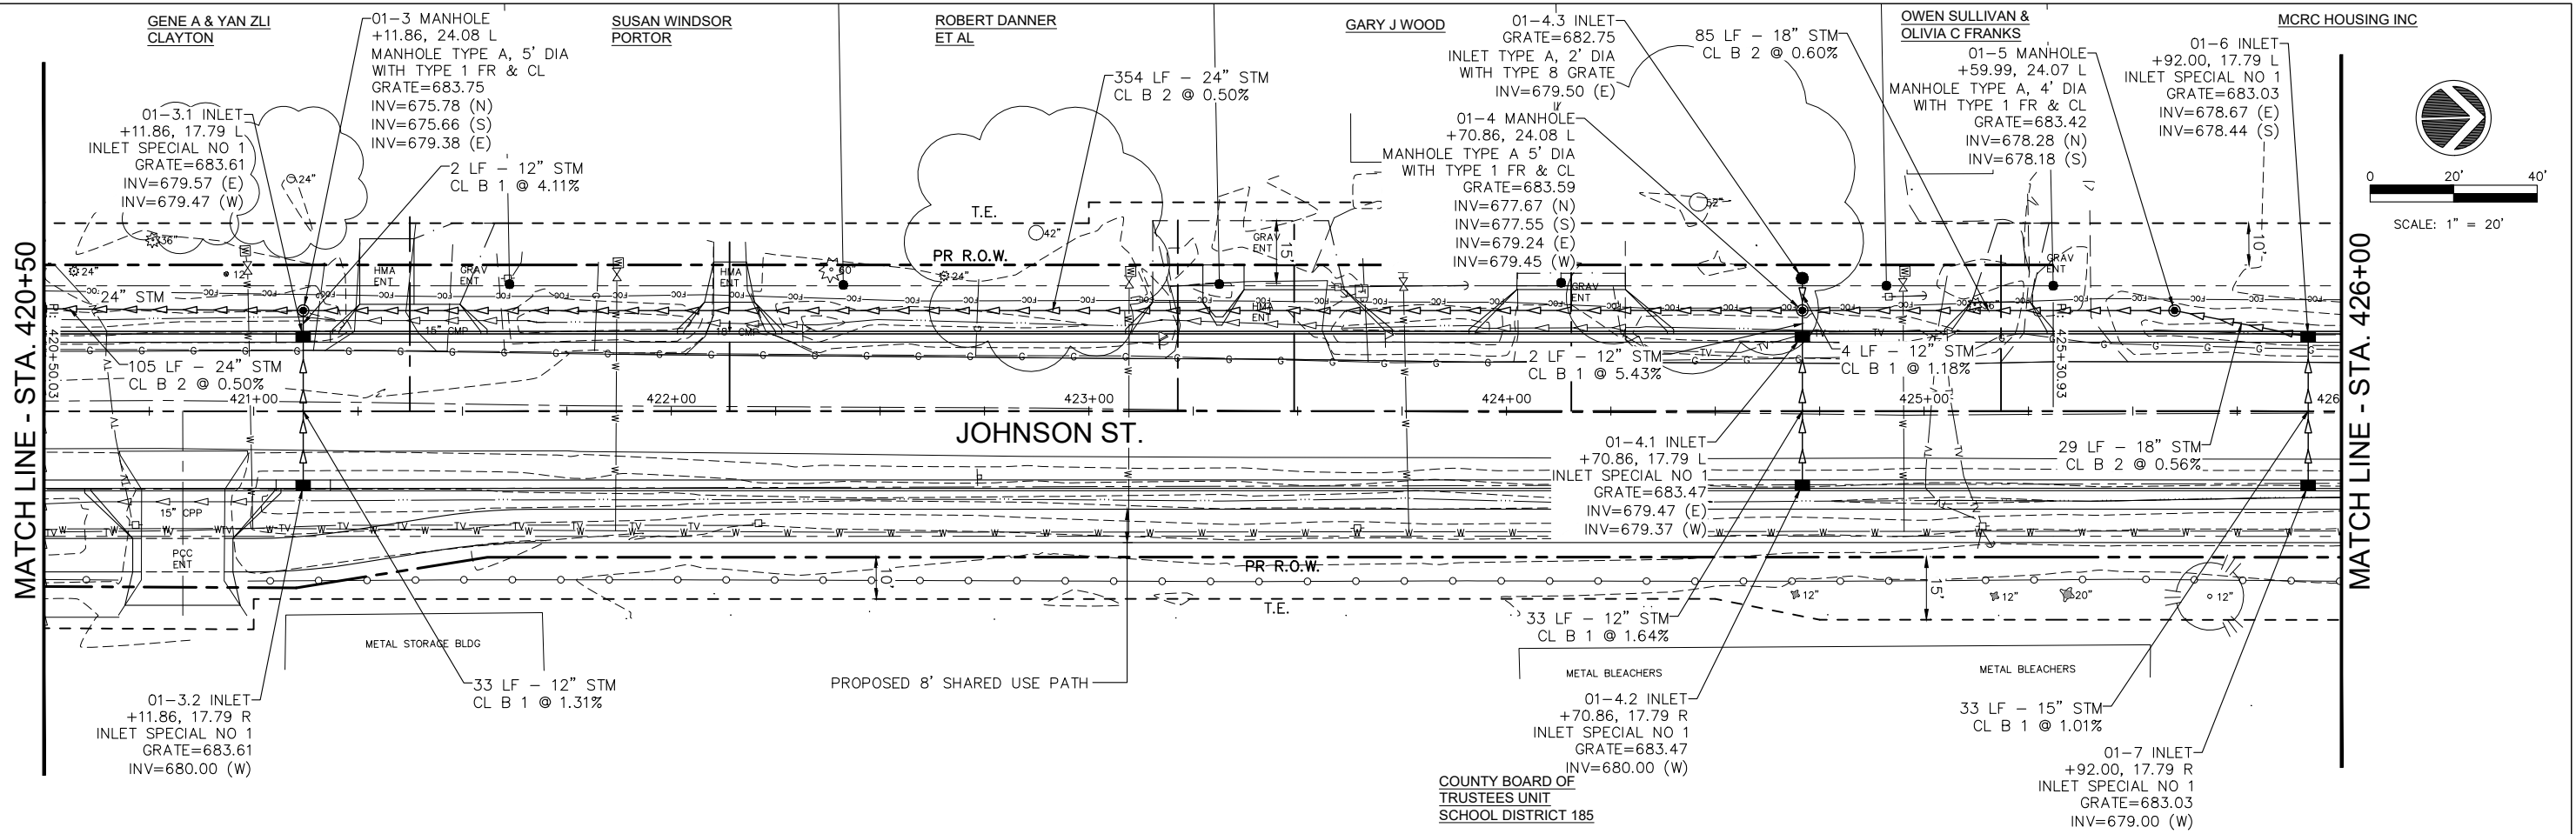 GENE A & YAN ZLI
CLAYTON
01-3 MANHOLE
+11.86, 24.08 L
MANHOLE TYPE A, 5' DIA
WITH TYPE 1 FR & CL
GRATE=683.75
INV=675.78 (N)
INV=675.66 (S)
INV=679.38 (E)
SUSAN WINDSOR
PORTOR
ROBERT DANNER
ET AL
GARY J WOOD
01-4.3 INLET
GRATE=682.75
INLET TYPE A, 2' DIA
WITH TYPE 8 GRATE
INV=679.50 (E)
85 LF - 18" STM
CL B 2 @ 0.60%
OWEN SULLIVAN &
OLIVIA C FRANKS
01-5 MANHOLE
+59.99, 24.07 L
MANHOLE TYPE A, 4' DIA
WITH TYPE 1 FR & CL
GRATE=683.42
INV=678.28 (N)
INV=678.18 (S)
MCRC HOUSING INC
01-6 INLET
+92.00, 17.79 L
INLET SPECIAL NO 1
GRATE=683.03
INV=678.67 (E)
INV=678.44 (S)
01-3.1 INLET
+11.86, 17.79 L
INLET SPECIAL NO 1
GRATE=683.61
INV=679.57 (E)
INV=679.47 (W)
2 LF - 12" STM
CL B 1 @ 4.11%
354 LF - 24" STM
CL B 2 @ 0.50%
01-4 MANHOLE
+70.86, 24.08 L
MANHOLE TYPE A 5' DIA
WITH TYPE 1 FR & CL
GRATE=683.59
INV=677.67 (N)
INV=677.55 (S)
INV=679.24 (E)
INV=679.45 (W)
0 20' 40'
SCALE: 1" = 20'
24"
36"
24"
12"
T.E.
42"
PR R.O.W.
24"
60"
52"
15'
10'
HMA
ENT
GRAV
ENT
HMA
ENT
GRAV
ENT
HMA
ENT
GRAV
ENT
GRAV
ENT
24" STM
15" CMP
MATCH LINE - STA. 420+50
420+50.03
105 LF - 24" STM
CL B 2 @ 0.50%
2 LF - 12" STM
CL B 1 @ 5.43%
4 LF - 12" STM
CL B 1 @ 1.18%
425+30.93
MATCH LINE - STA. 426+00
421+00 422+00 423+00 424+00 425+00 426
JOHNSON ST.
01-4.1 INLET
+70.86, 17.79 L
INLET SPECIAL NO 1
GRATE=683.47
INV=679.47 (E)
INV=679.37 (W)
29 LF - 18" STM
CL B 2 @ 0.56%
15" CPP
PCC
ENT
PR R.O.W.
10'
T.E.
15'
12"
12"
20"
12"
METAL STORAGE BLDG
33 LF - 12" STM
CL B 1 @ 1.64%
METAL BLEACHERS
METAL BLEACHERS
01-3.2 INLET
+11.86, 17.79 R
INLET SPECIAL NO 1
GRATE=683.61
INV=680.00 (W)
33 LF - 12" STM
CL B 1 @ 1.31%
PROPOSED 8' SHARED USE PATH
01-4.2 INLET
+70.86, 17.79 R
INLET SPECIAL NO 1
GRATE=683.47
INV=680.00 (W)
33 LF - 15" STM
CL B 1 @ 1.01%
01-7 INLET
+92.00, 17.79 R
INLET SPECIAL NO 1
GRATE=683.03
INV=679.00 (W)
COUNTY BOARD OF
TRUSTEES UNIT
SCHOOL DISTRICT 185